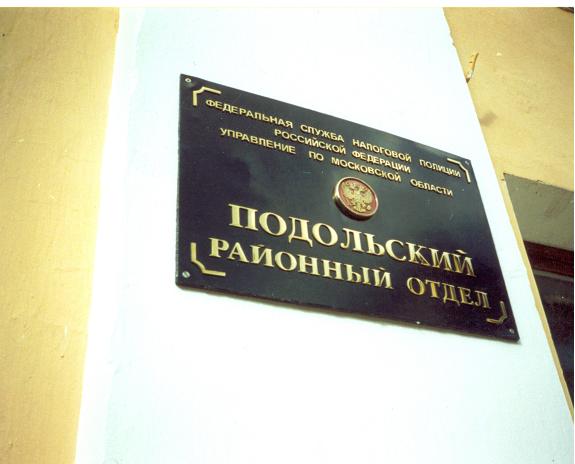 ФЕДЕРАЛЬНАЯ СЛУЖБА НАЛОГОВОЙ ПОЛИЦИИ
РОССИЙСКОЙ ФЕДЕРАЦИИ
УПРАВЛЕНИЕ ПО МОСКОВСКОЙ ОБЛАСТИ
ПОДОЛЬСКИЙ
РАЙОННЫЙ ОТДЕЛ